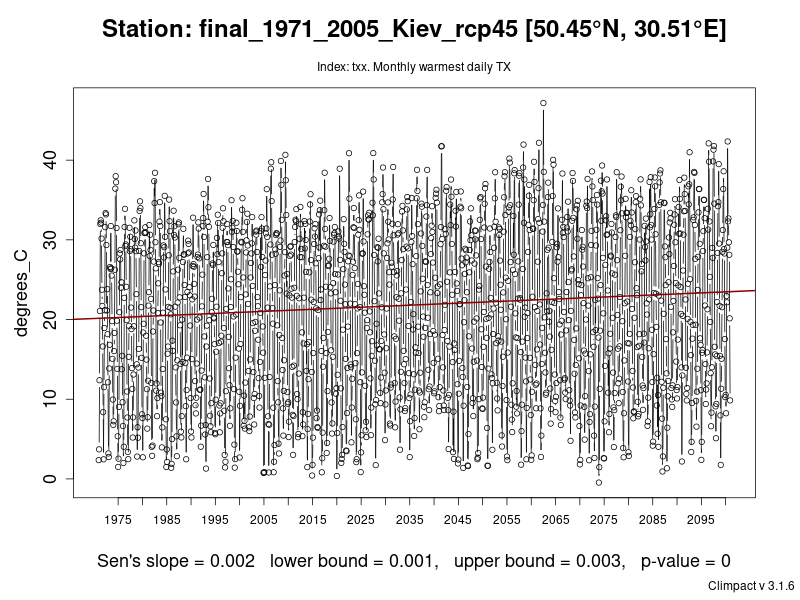 Station: final_1971_2005_Kiev_rcp45 [50.45°N, 30.51°E]
Index: txx. Monthly warmest daily TX
degrees_C
40
30
20
10
0
1975 1985 1995 2005 2015 2025 2035 2045 2055 2065 2075 2085 2095
Sen's slope = 0.002 lower bound = 0.001, upper bound = 0.003, p-value = 0
Climpact v 3.1.6